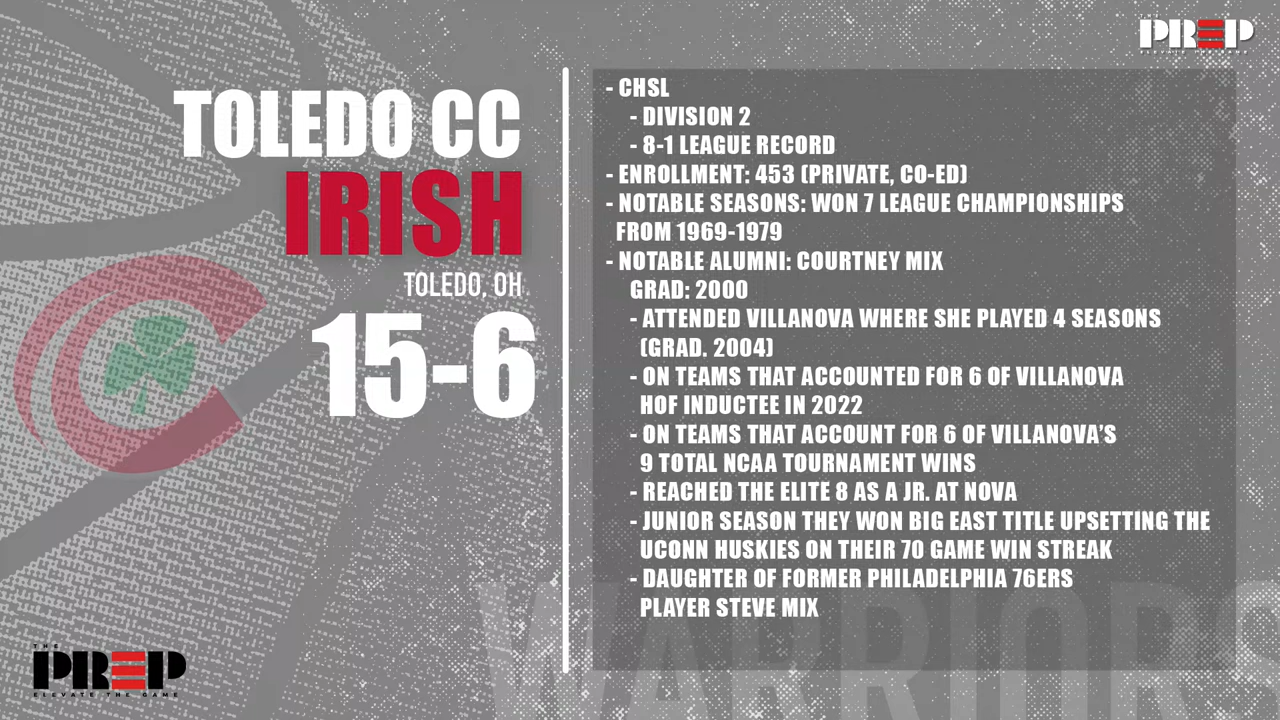 PREP
ELEVATE THE GAME
TOLEDO CC
IRISH
TOLEDO, OH
15-6
- CHSL
- DIVISION 2
- 8-1 LEAGUE RECORD
- ENROLLMENT: 453 (PRIVATE, CO-ED)
- NOTABLE SEASONS: WON 7 LEAGUE CHAMPIONSHIPS
FROM 1969-1979
- NOTABLE ALUMNI: COURTNEY MIX
GRAD: 2000
- ATTENDED VILLANOVA WHERE SHE PLAYED 4 SEASONS
(GRAD. 2004)
- ON TEAMS THAT ACCOUNTED FOR 6 OF VILLANOVA
HOF INDUCTEE IN 2022
- ON TEAMS THAT ACCOUNT FOR 6 OF VILLANOVA'S
9 TOTAL NCAA TOURNAMENT WINS
- REACHED THE ELITE 8 AS A JR. AT NOVA
- JUNIOR SEASON THEY WON BIG EAST TITLE UPSETTING THE
UCONN HUSKIES ON THEIR 70 GAME WIN STREAK
- DAUGHTER OF FORMER PHILADELPHIA 76ERS
PLAYER STEVE MIX
WARRIORS
THE
PREP
ELEVATE THE GAME